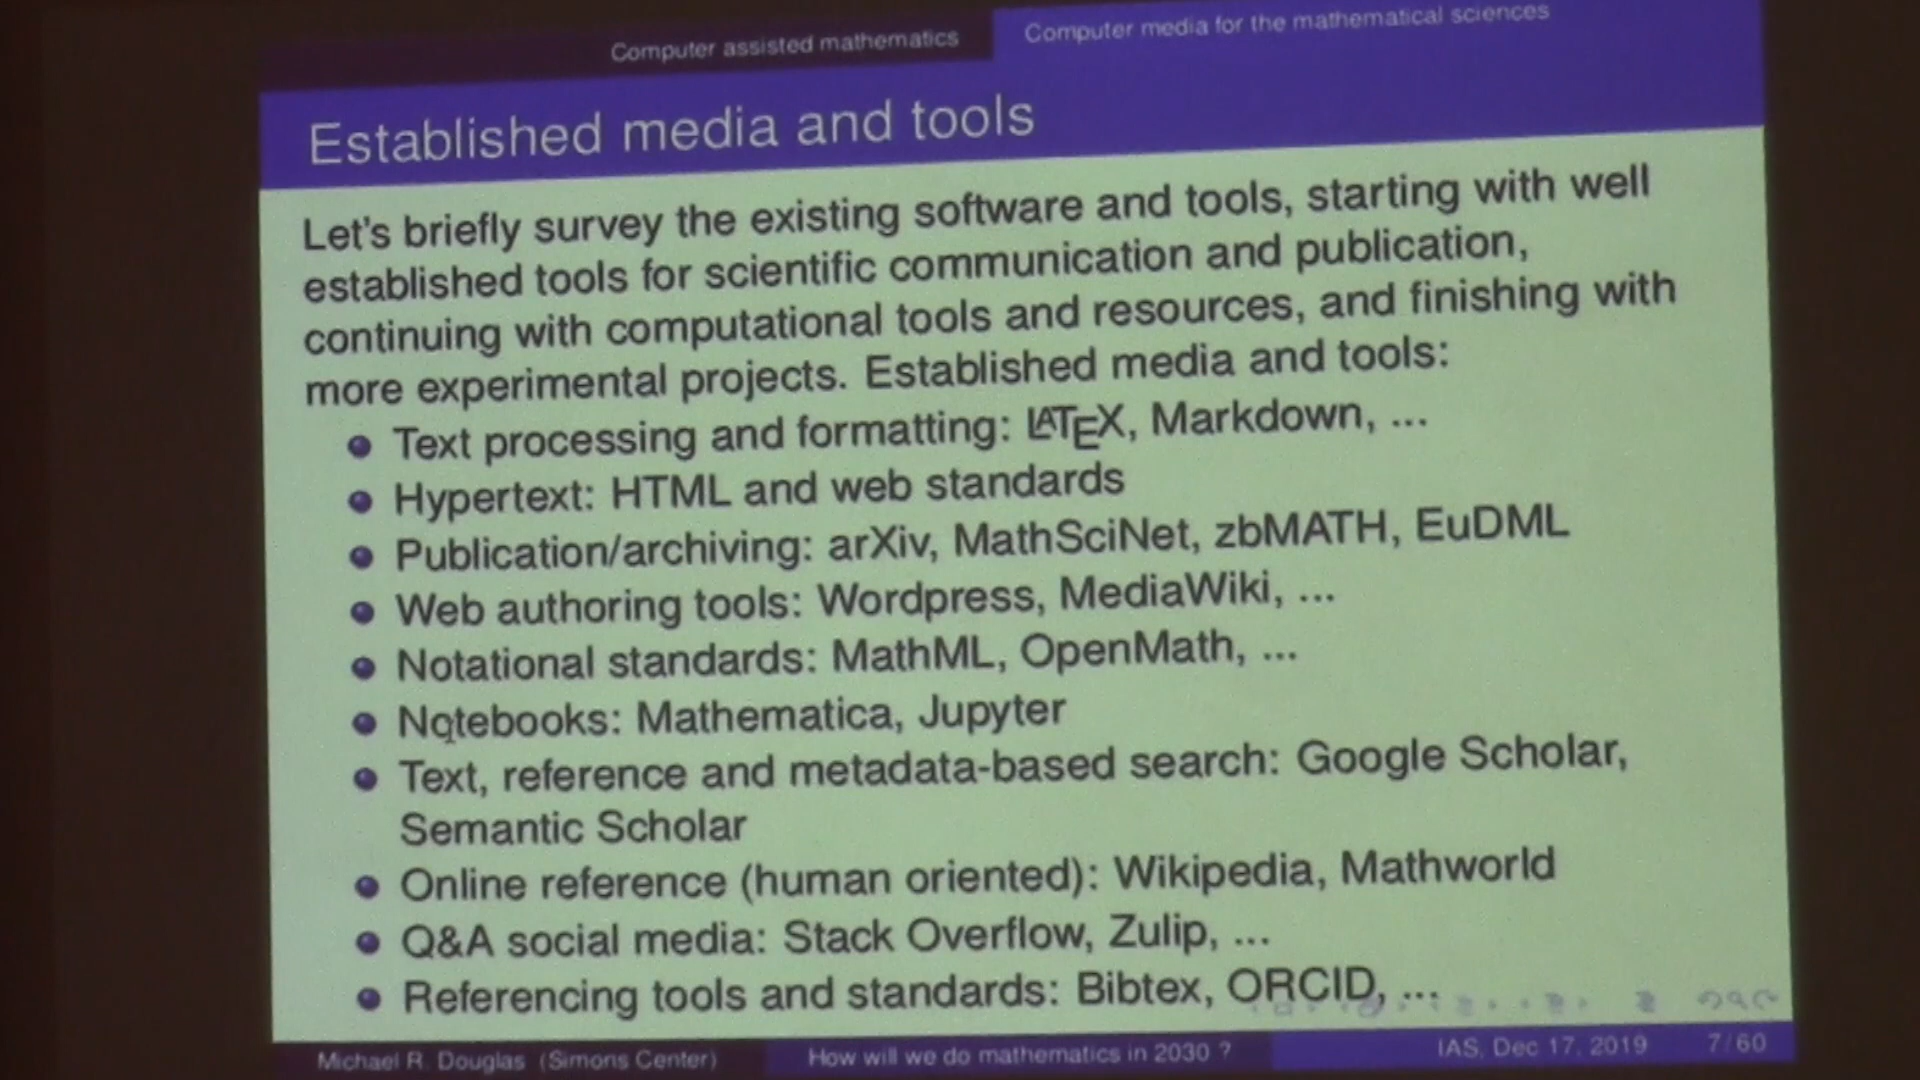 Computer assisted mathematics
Computer media for the mathematical sciences
Established media and tools
Let's briefly survey the existing software and tools, starting with well
established tools for scientific communication and publication,
continuing with computational tools and resources, and finishing with
more experimental projects. Established media and tools:
Text processing and formatting: LATEX, Markdown, ...
Hypertext: HTML and web standards
Publication/archiving: arXiv, MathSciNet, zbMATH, EuDML
Web authoring tools: Wordpress, MediaWiki, ...
Notational standards: MathML, OpenMath, ...
Notebooks: Mathematica, Jupyter
Text, reference and metadata-based search: Google Scholar,
Semantic Scholar
Online reference (human oriented): Wikipedia, Mathworld
Q&A social media: Stack Overflow, Zulip, ...
Referencing tools and standards: Bibtex, ORCID, ...
Michael R. Douglas (Simons Center)
How will we do mathematics in 2030 ?
IAS, Dec 17, 2019
7 / 60